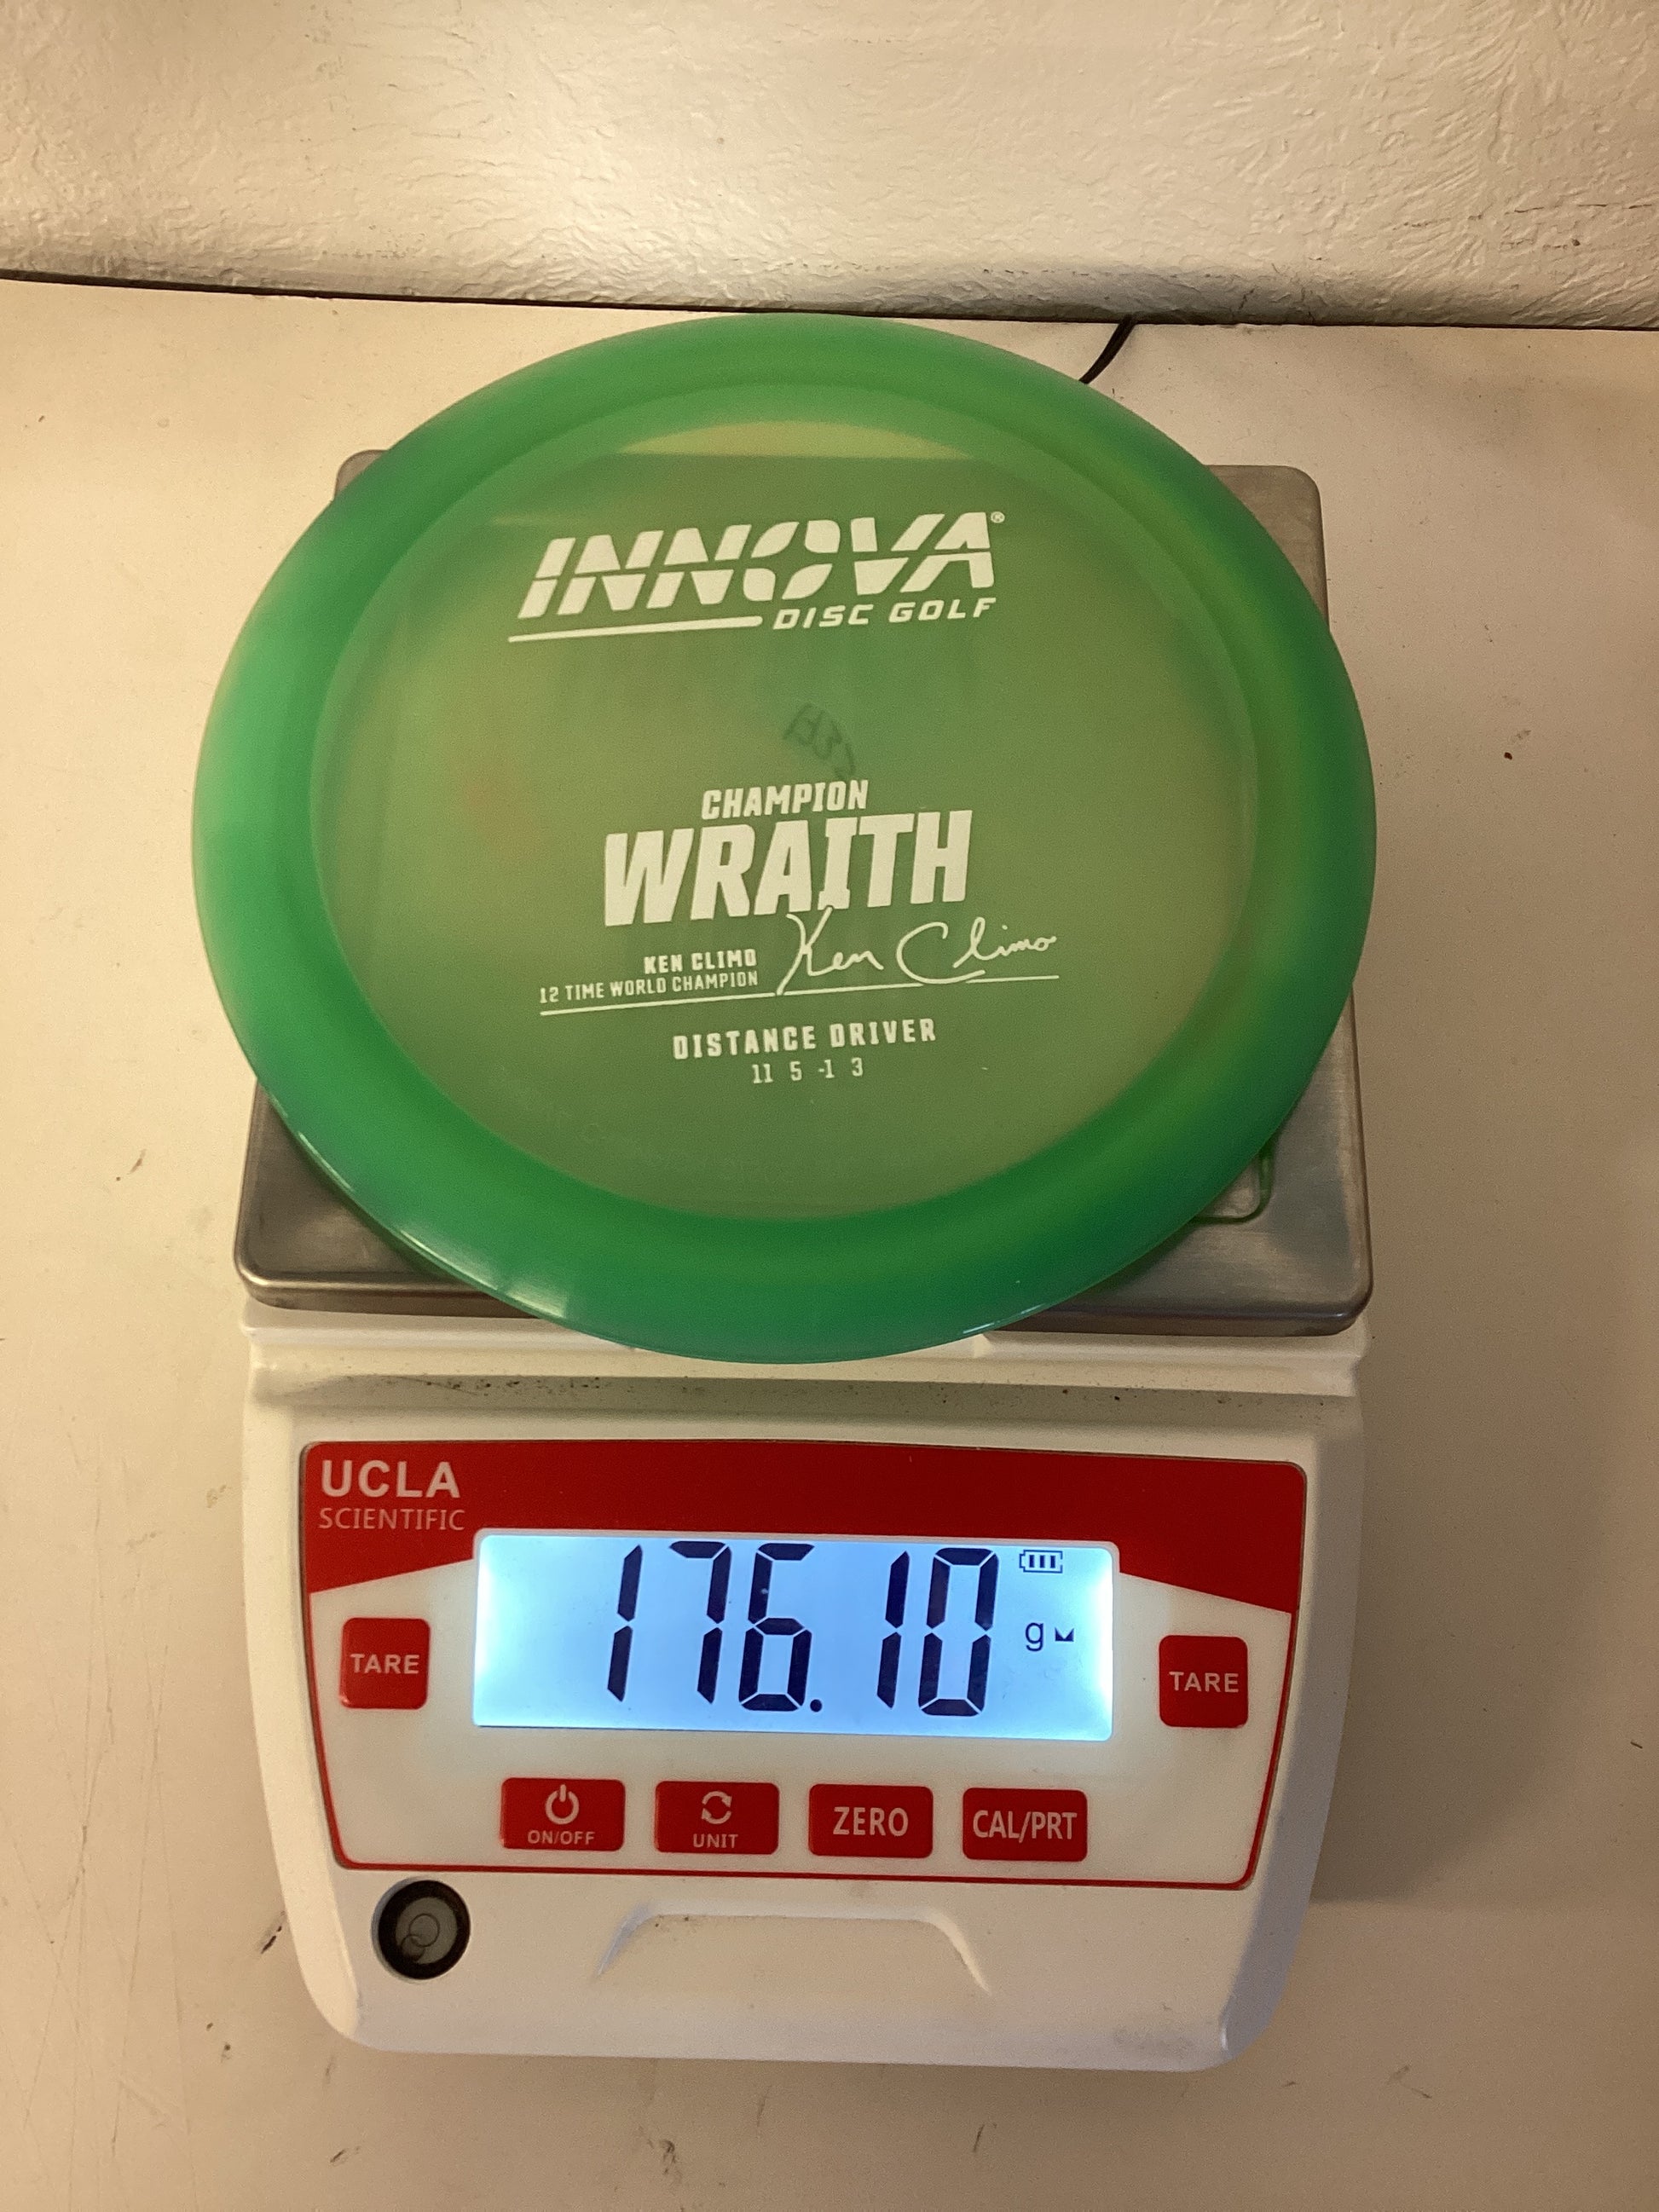 INNOVA®
DISC GOLF
CHAMPION
WRAITH
KEN CLIMO
Ken Climo
12 TIME WORLD CHAMPION
DISTANCE DRIVER
11 5 -1 3
UCLA
SCIENTIFIC
176.10 g
TARE
TARE
ON/OFF
UNIT
ZERO
CAL/PRT